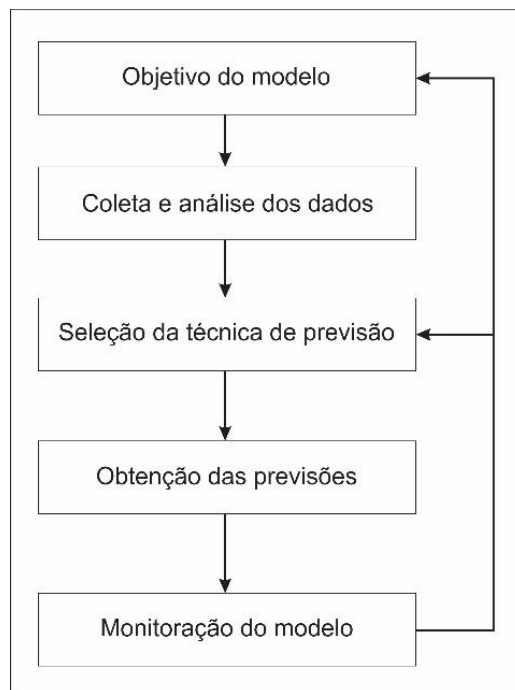 Objetivo do modelo
Coleta e análise dos dados
Seleção da técnica de previsão
Obtenção das previsões
Monitoração do modelo